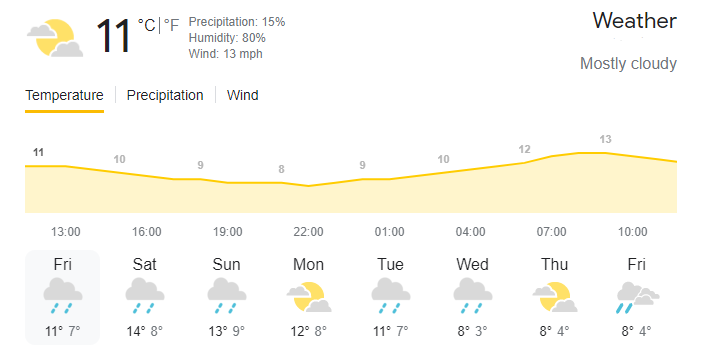 11 °C|°F
Precipitation: 15%
Humidity: 80%
Wind: 13 mph
Weather
Mostly cloudy
Temperature | Precipitation | Wind
11 10 9 8 9 10 12 13
13:00 16:00 19:00 22:00 01:00 04:00 07:00 10:00
Fri Sat Sun Mon Tue Wed Thu Fri
11° 7° 14° 8° 13° 9° 12° 8° 11° 7° 8° 3° 8° 4° 8° 4°